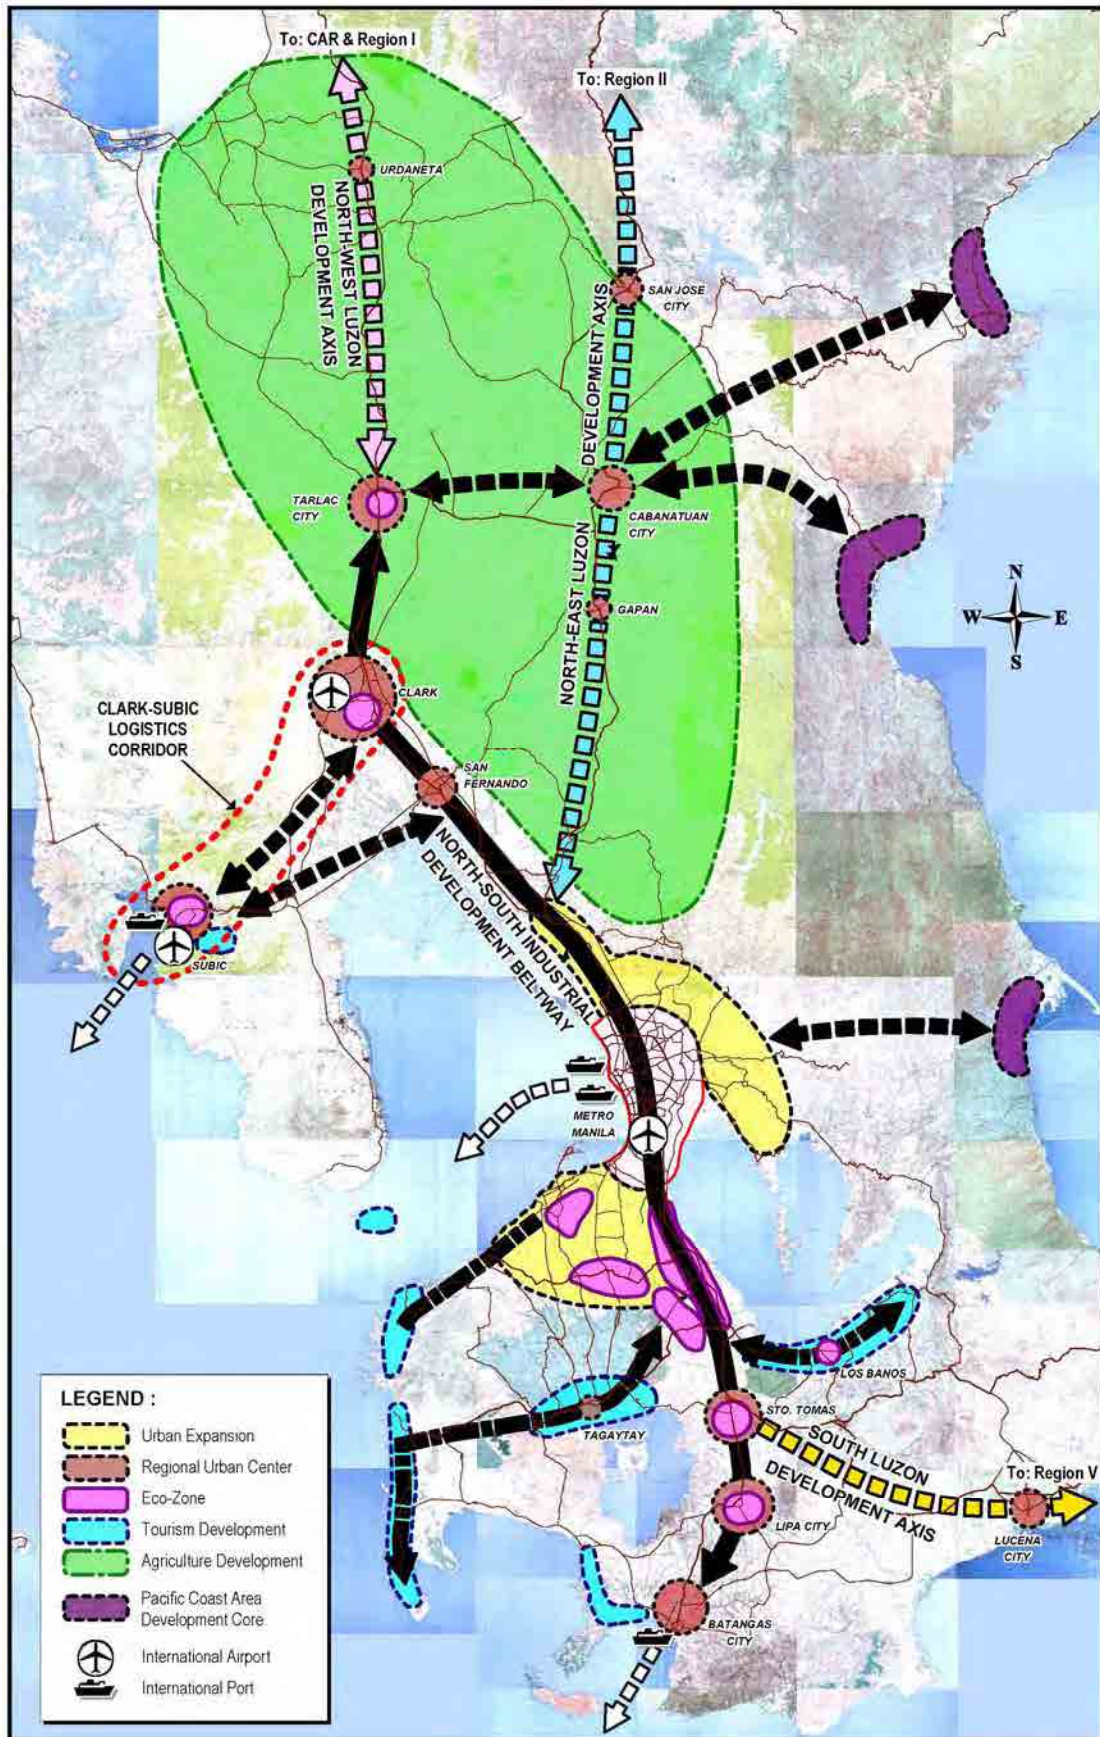 To: CAR & Region I
To: Region II
URDANETA
NORTH-WEST LUZON
DEVELOPMENT AXIS
SAN JOSE
CITY
DEVELOPMENT AXIS
TARLAC
CITY
CABANATUAN
CITY
NORTH-EAST LUZON
GAPAN
N
W
E
S
CLARK
CLARK-SUBIC
LOGISTICS
CORRIDOR
SAN
FERNANDO
NORTH-SOUTH INDUSTRIAL
DEVELOPMENT BELTWAY
SUBIC
METRO
MANILA
LOS BANOS
STO. TOMAS
TAGAYTAY
SOUTH LUZON
DEVELOPMENT AXIS
To: Region V
LIPA CITY
LUCENA
CITY
BATANGAS
CITY
LEGEND :
Urban Expansion
Regional Urban Center
Eco-Zone
Tourism Development
Agriculture Development
Pacific Coast Area
Development Core
International Airport
International Port